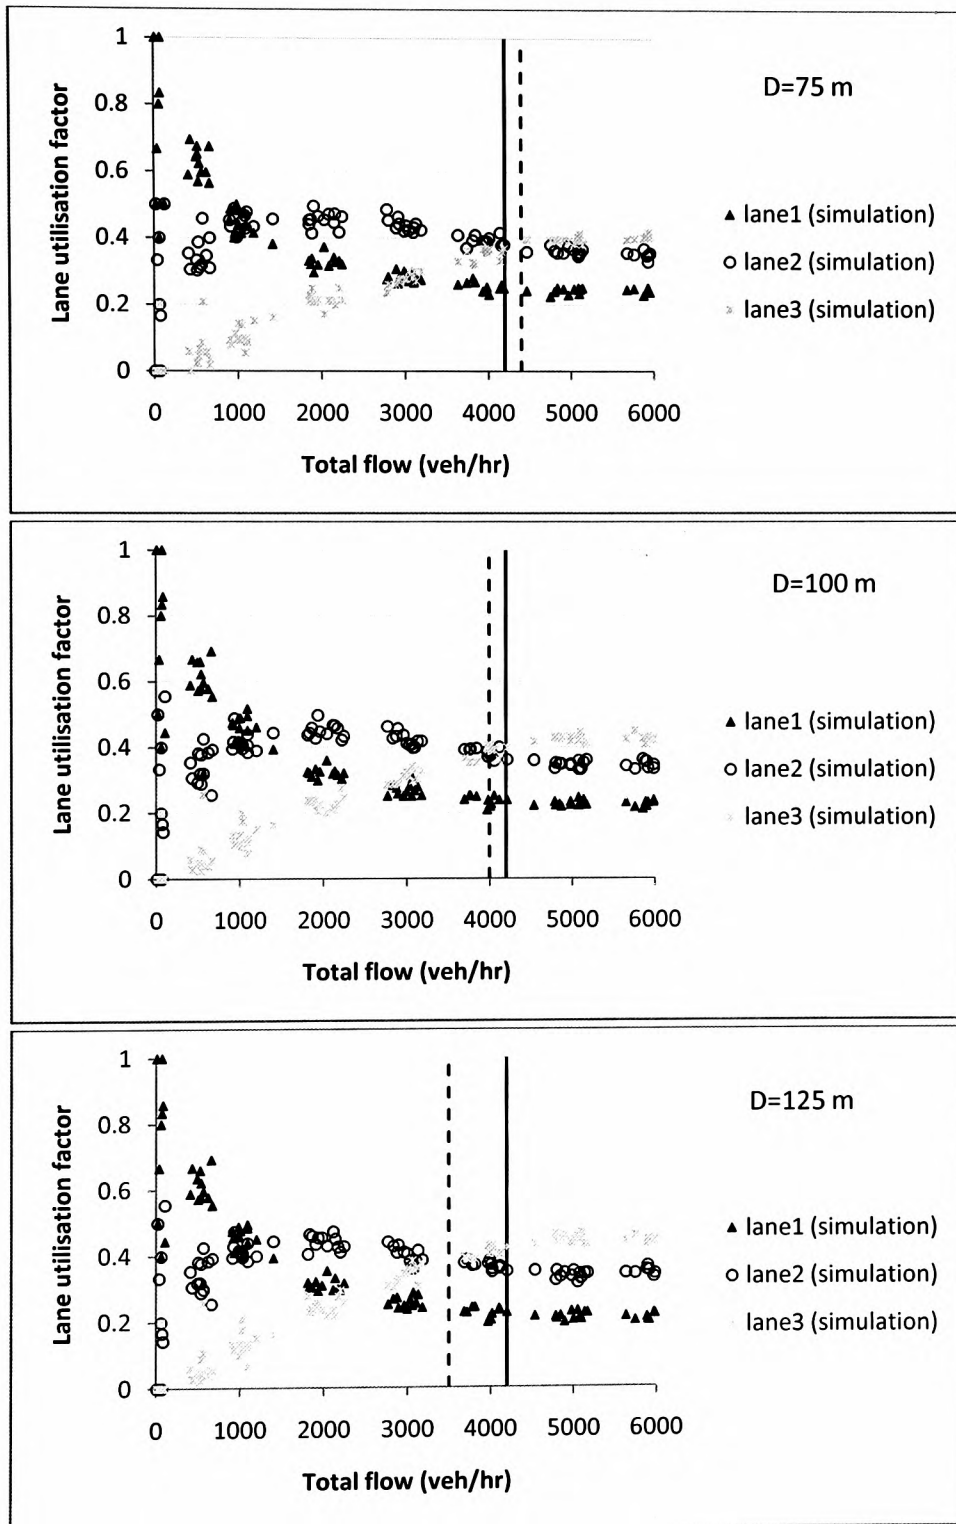 D=75 m
Lane utilisation factor
1
0.8
0.6
0.4
0.2
0
0 1000 2000 3000 4000 5000 6000
Total flow (veh/hr)
lane1 (simulation)
lane2 (simulation)
lane3 (simulation)
D=100 m
Lane utilisation factor
1
0.8
0.6
0.4
0.2
0
0 1000 2000 3000 4000 5000 6000
Total flow (veh/hr)
lane1 (simulation)
lane2 (simulation)
lane3 (simulation)
D=125 m
Lane utilisation factor
1
0.8
0.6
0.4
0.2
0
0 1000 2000 3000 4000 5000 6000
Total flow (veh/hr)
lane1 (simulation)
lane2 (simulation)
lane3 (simulation)